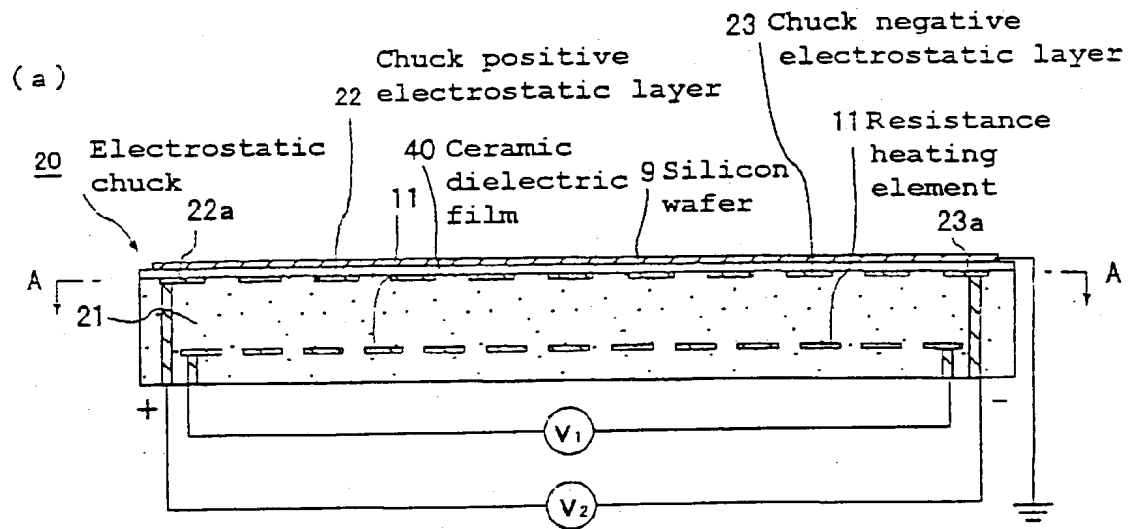 (a)
23 Chuck negative
electrostatic layer
Chuck positive
22 electrostatic layer
11 Resistance
heating
element
20 Electrostatic
chuck
40 Ceramic
dielectric
film
9 Silicon
wafer
22a
11
23a
A
A
21
+
-
V1
V2